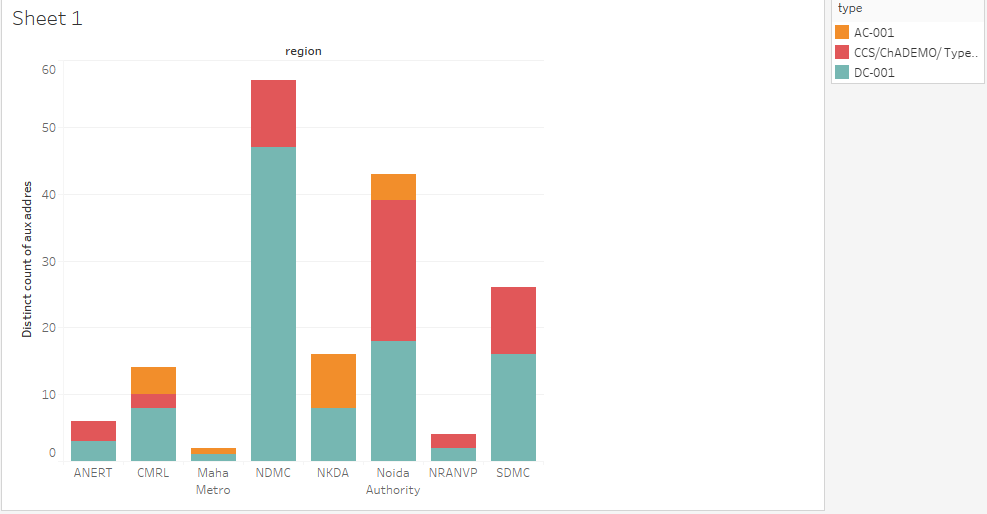 Sheet 1
region
Distinct count of aux addres
60
50
40
30
20
10
0
ANERT
CMRL
Maha
Metro
NDMC
NKDA
Noida
Authority
NRANVP
SDMC
type
AC-001
CCS/ChADEMO/ Type..
DC-001